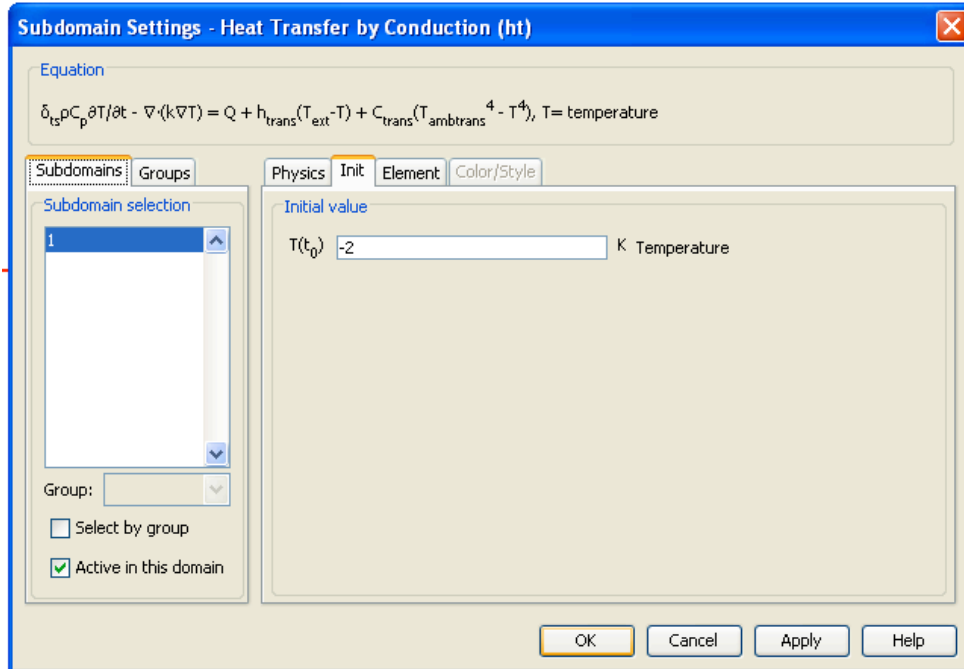 Subdomain Settings - Heat Transfer by Conduction (ht)
Equation
δtsρCp∂T/∂t - ∇·(k∇T) = Q + htrans(Text-T) + Ctrans(Tambtrans⁴ - T⁴), T= temperature
Subdomains Groups
Subdomain selection
1
Group:
Select by group
Active in this domain
Physics Init Element Color/Style
Initial value
T(t₀) -2 K Temperature
OK Cancel Apply Help